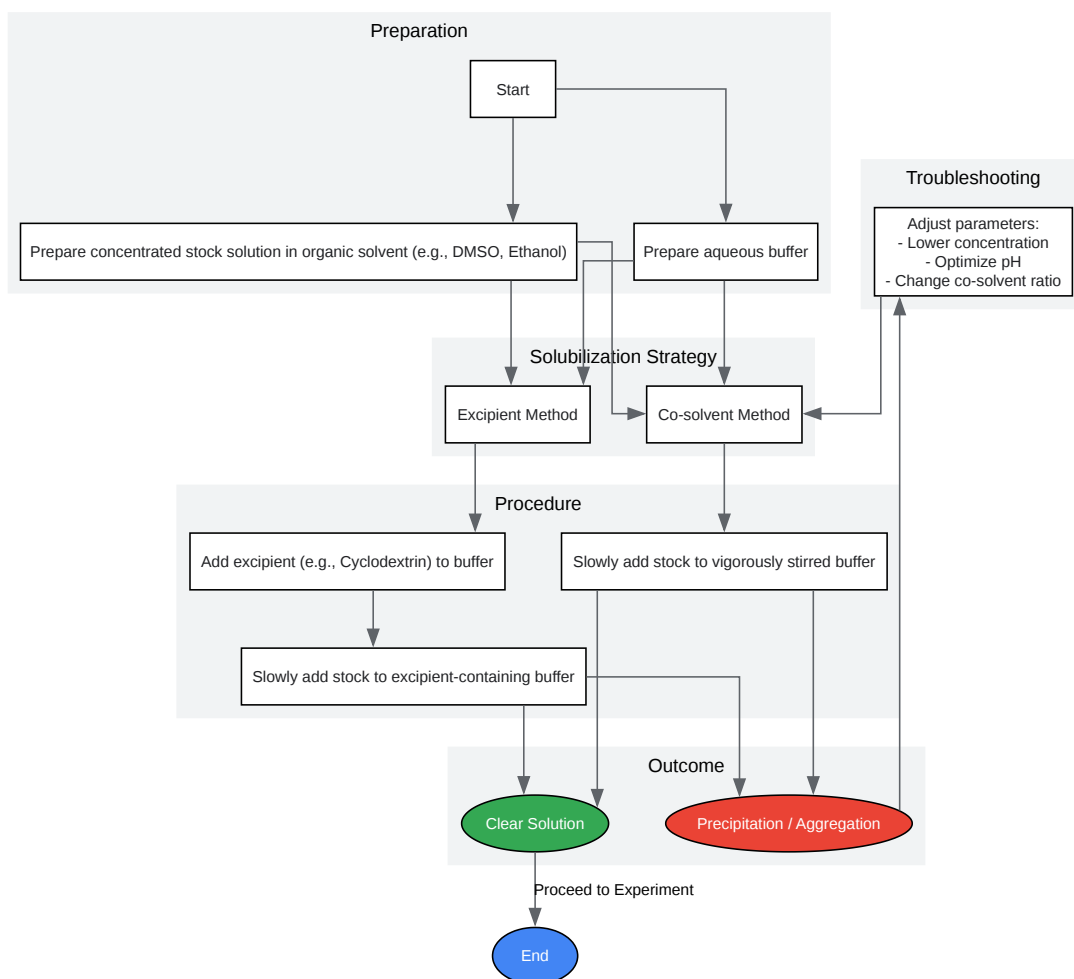 Preparation
Start
Prepare concentrated stock solution in organic solvent (e.g., DMSO, Ethanol)
Prepare aqueous buffer
Troubleshooting
Adjust parameters:
- Lower concentration
- Optimize pH
- Change co-solvent ratio
Solubilization Strategy
Excipient Method
Co-solvent Method
Procedure
Add excipient (e.g., Cyclodextrin) to buffer
Slowly add stock to vigorously stirred buffer
Slowly add stock to excipient-containing buffer
Outcome
Clear Solution
Precipitation / Aggregation
Proceed to Experiment
End